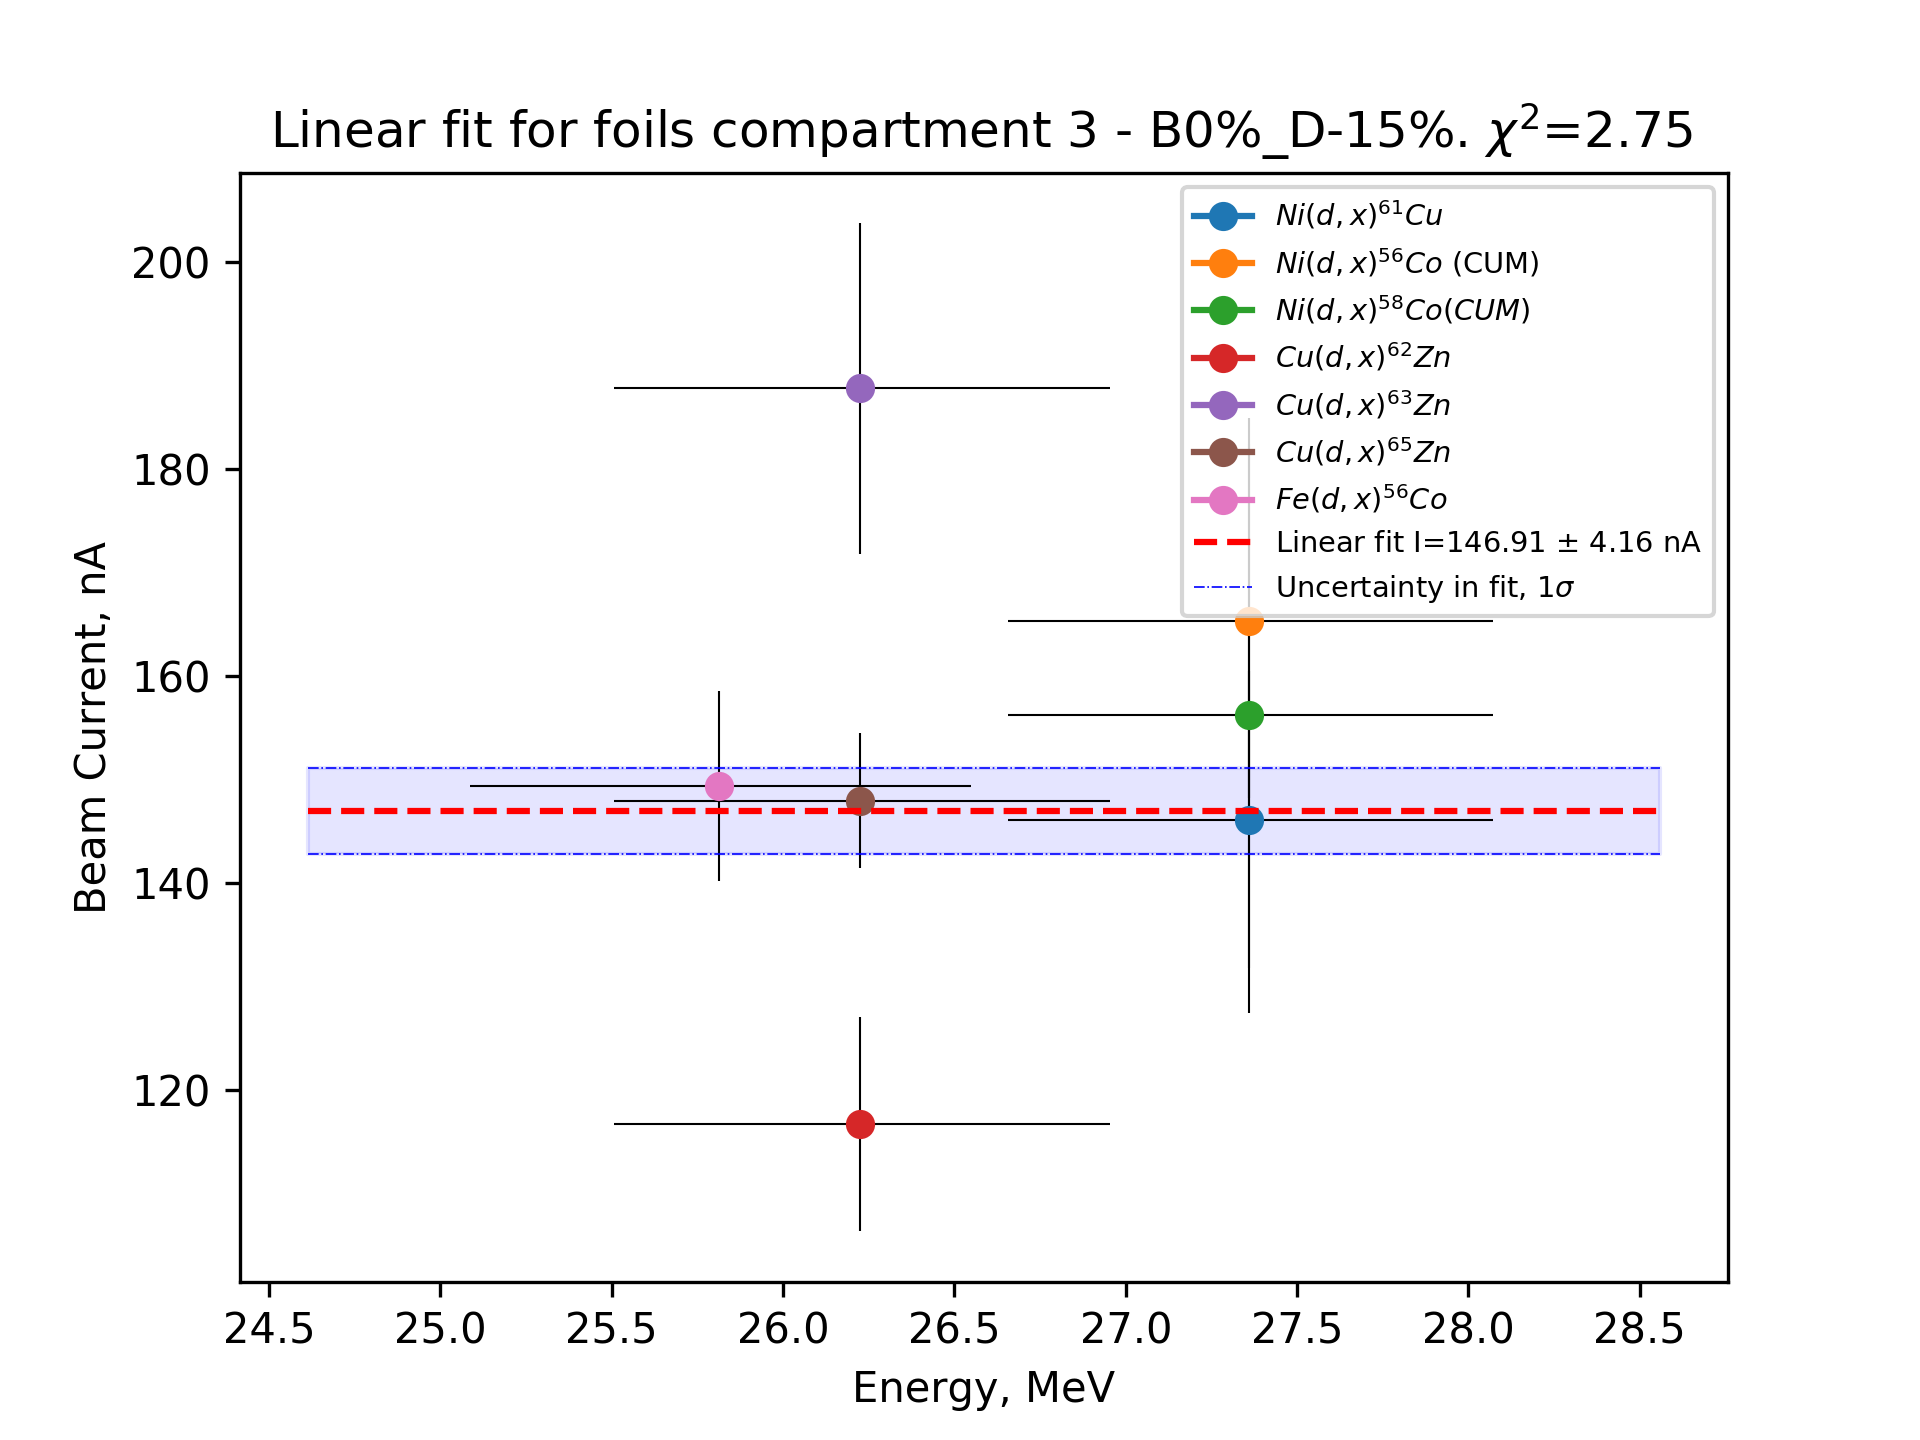 Linear fit for foils compartment 3 - B0%_D-15%. χ²=2.75
Ni(d, x)⁶¹Cu
Ni(d, x)⁵⁶Co (CUM)
Ni(d, x)⁵⁸Co(CUM)
Cu(d, x)⁶²Zn
Cu(d, x)⁶³Zn
Cu(d, x)⁶⁵Zn
Fe(d, x)⁵⁶Co
Linear fit I=146.91 ± 4.16 nA
Uncertainty in fit, 1σ
Beam Current, nA
200
180
160
140
120
24.5 25.0 25.5 26.0 26.5 27.0 27.5 28.0 28.5
Energy, MeV